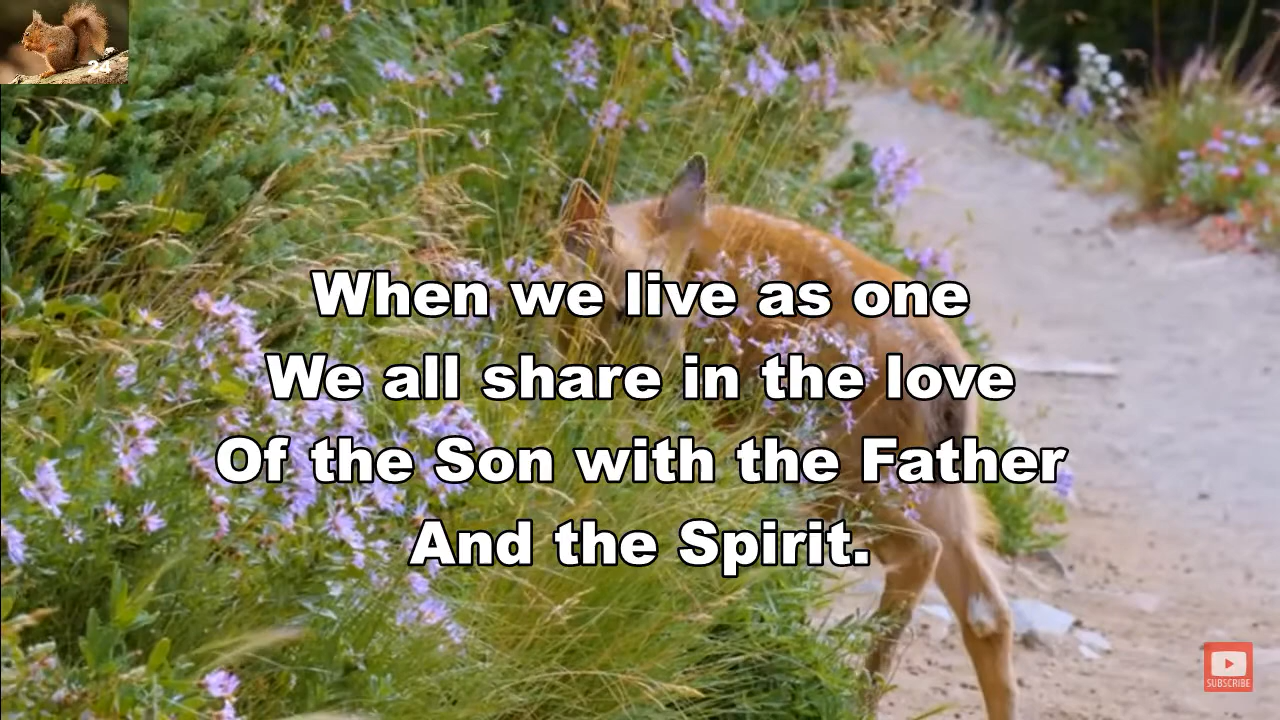 24
When we live as one
We all share in the love
Of the Son with the Father
And the Spirit.
SUBSCRIBE